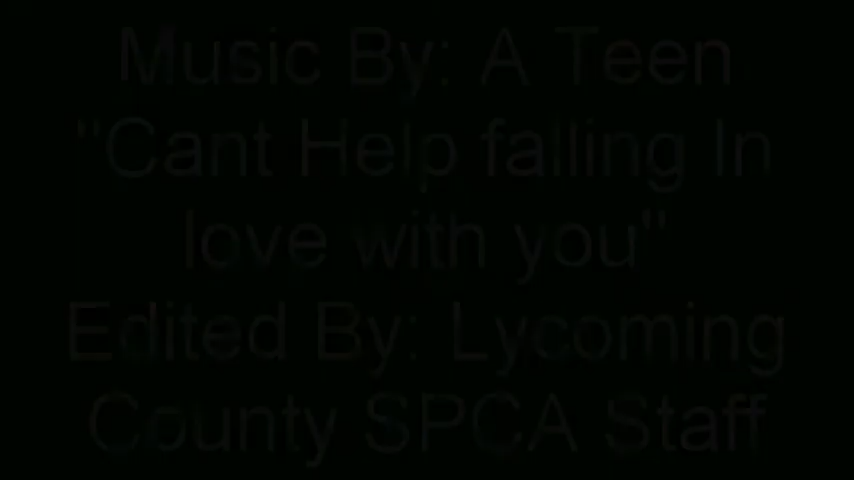 Music By: A Teen
"Cant Help falling In
love with you"
Edited By: Lycoming
County SPCA Staff